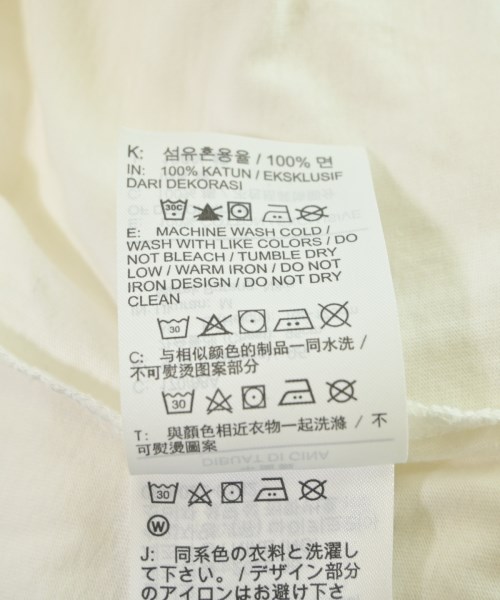 K: 섬유혼용율 / 100% 면
IN: 100% KATUN / EKSKLUSIF
DARI DEKORASI
30C
E: MACHINE WASH COLD /
WASH WITH LIKE COLORS / DO
NOT BLEACH / TUMBLE DRY
LOW / WARM IRON / DO NOT
IRON DESIGN / DO NOT DRY
CLEAN
30
C: 与相似颜色的制品一同水洗 /
不可熨烫图案部分
30
T: 與顏色相近衣物一起洗滌 / 不
可熨燙圖案
30
W
J: 同系色の衣料と洗濯し
て下さい。/ デザイン部分
のアイロンはお避け下さ